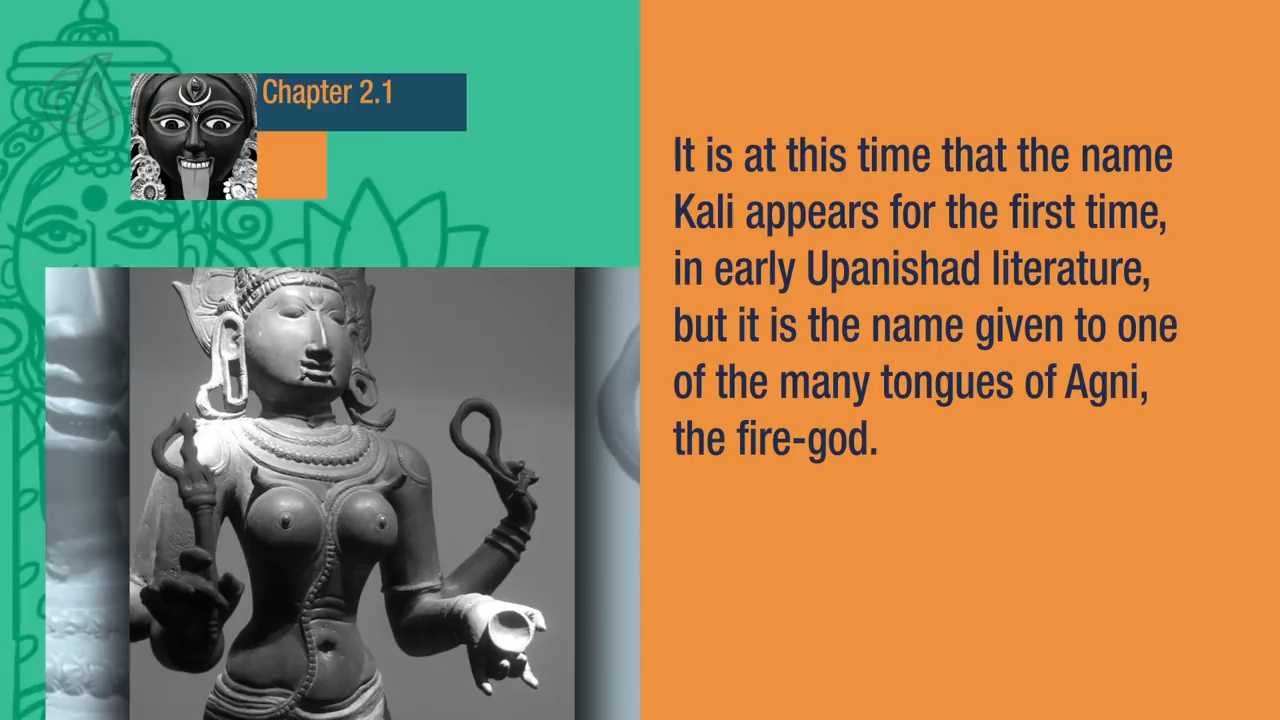 Chapter 2.1
It is at this time that the name
Kali appears for the first time,
in early Upanishad literature,
but it is the name given to one
of the many tongues of Agni,
the fire-god.